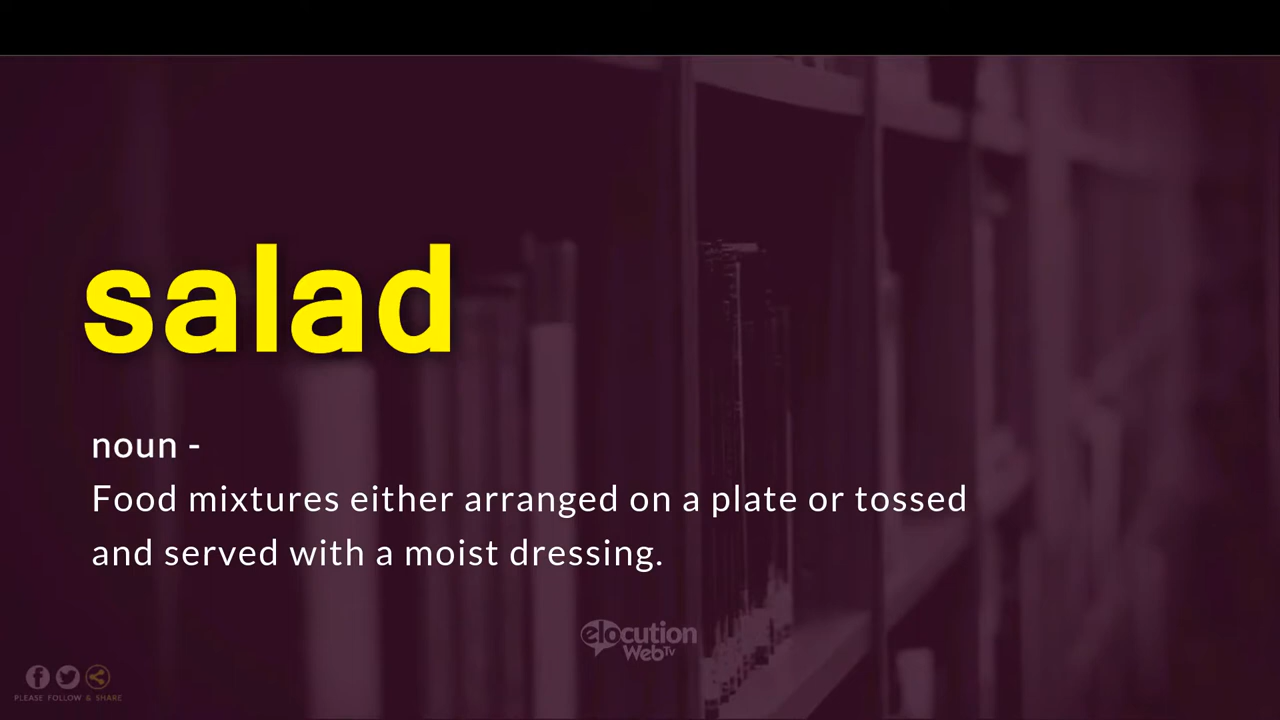 salad
noun -
Food mixtures either arranged on a plate or tossed
and served with a moist dressing.
elocution
WebTv
PLEASE FOLLOW & SHARE